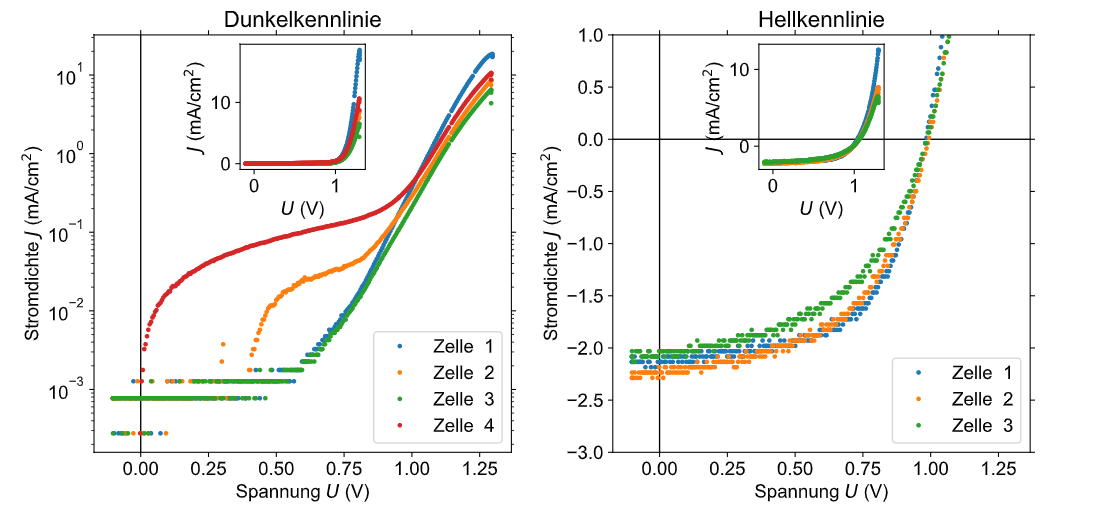 Dunkelkennlinie
Stromdichte J (mA/cm²)
10¹
10⁰
10⁻¹
10⁻²
10⁻³
J (mA/cm²)
10
0
0
1
U (V)
Zelle 1
Zelle 2
Zelle 3
Zelle 4
0.00 0.25 0.50 0.75 1.00 1.25
Spannung U (V)
Hellkennlinie
Stromdichte J (mA/cm²)
1.0
0.5
0.0
−0.5
−1.0
−1.5
−2.0
−2.5
−3.0
J (mA/cm²)
10
0
0
1
U (V)
Zelle 1
Zelle 2
Zelle 3
0.00 0.25 0.50 0.75 1.00 1.25
Spannung U (V)